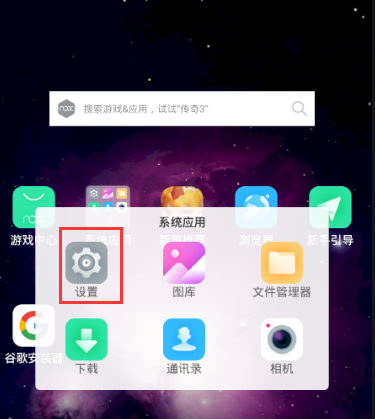 nox
搜索游戏&应用，试试"传奇3"
nox
游戏中心
系统应用
浏览器
新手引导
系统应用
设置
图库
文件管理器
谷歌安装器
下载
通讯录
相机